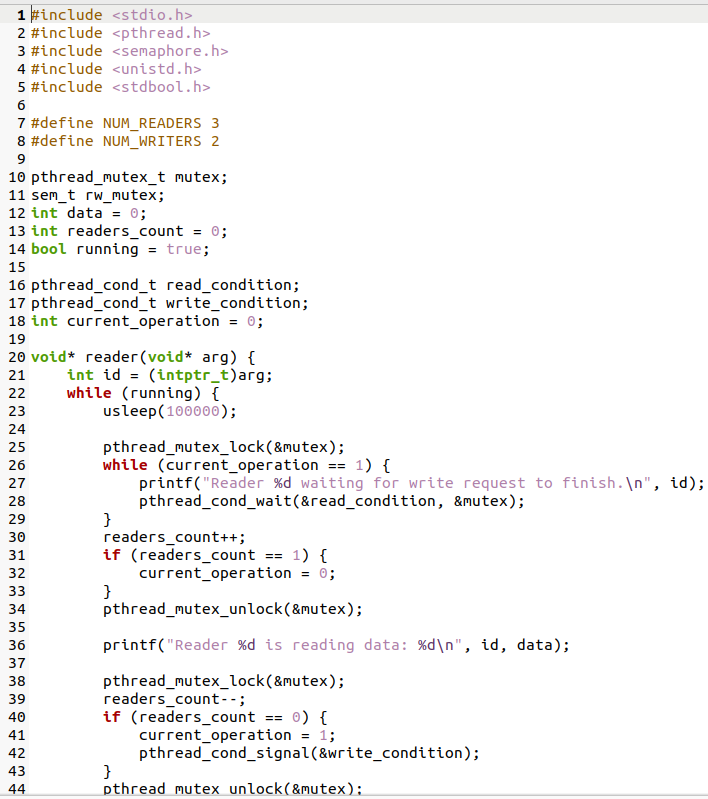 1 #include <stdio.h>
2 #include <pthread.h>
3 #include <semaphore.h>
4 #include <unistd.h>
5 #include <stdbool.h>
6
7 #define NUM_READERS 3
8 #define NUM_WRITERS 2
9
10 pthread_mutex_t mutex;
11 sem_t rw_mutex;
12 int data = 0;
13 int readers_count = 0;
14 bool running = true;
15
16 pthread_cond_t read_condition;
17 pthread_cond_t write_condition;
18 int current_operation = 0;
19
20 void* reader(void* arg) {
21     int id = (intptr_t)arg;
22     while (running) {
23         usleep(100000);
24
25         pthread_mutex_lock(&mutex);
26         while (current_operation == 1) {
27             printf("Reader %d waiting for write request to finish.\n", id);
28             pthread_cond_wait(&read_condition, &mutex);
29         }
30         readers_count++;
31         if (readers_count == 1) {
32             current_operation = 0;
33         }
34         pthread_mutex_unlock(&mutex);
35
36         printf("Reader %d is reading data: %d\n", id, data);
37
38         pthread_mutex_lock(&mutex);
39         readers_count--;
40         if (readers_count == 0) {
41             current_operation = 1;
42             pthread_cond_signal(&write_condition);
43         }
44         pthread_mutex_unlock(&mutex);